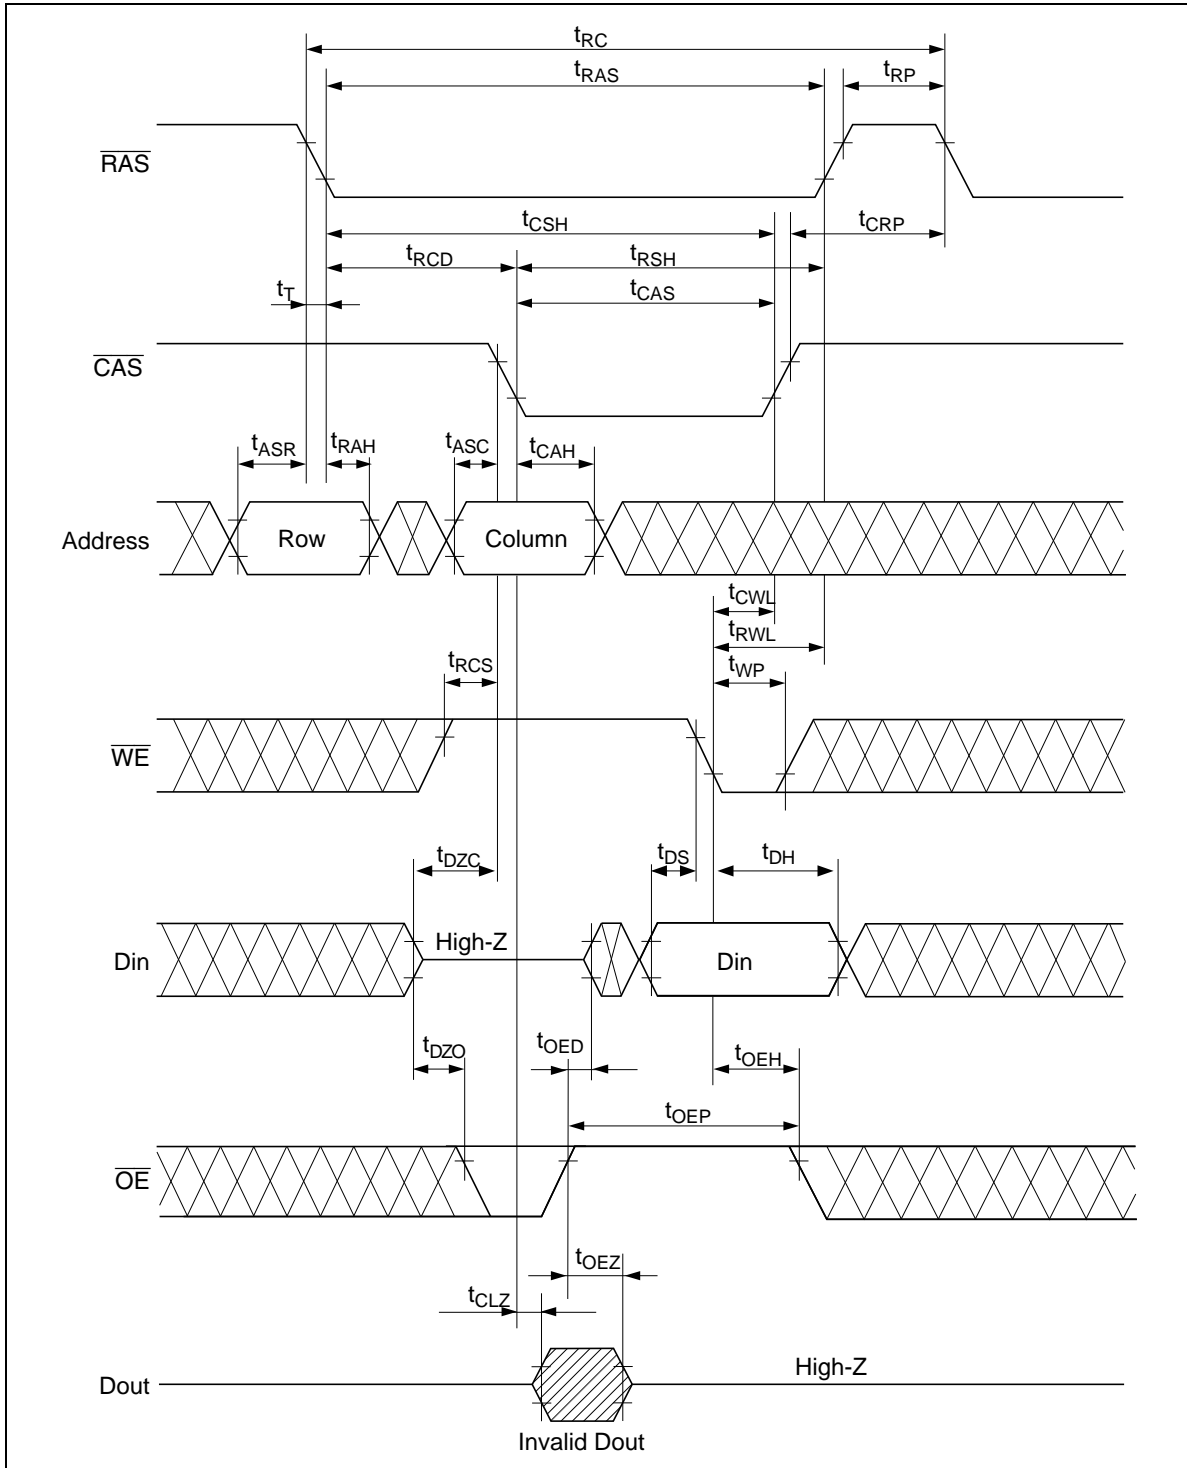 tRC
tRAS
tRP
RAS
tCSH
tCRP
tRCD
tRSH
tT
tCAS
CAS
tASR
tRAH
tASC
tCAH
Address
Row
Column
tCWL
tRWL
tRCS
tWP
WE
tDZC
tDS
tDH
High-Z
Din
Din
tDZO
tOED
tOEH
tOEP
OE
tOEZ
tCLZ
High-Z
Dout
Invalid Dout